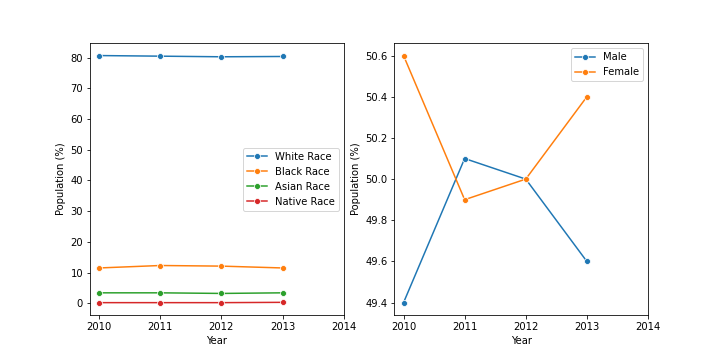 80
70
60
50
40
30
20
10
0
Population (%)
2010 2011 2012 2013 2014
Year
White Race
Black Race
Asian Race
Native Race
50.6
50.4
50.2
50.0
49.8
49.6
49.4
Population (%)
2010 2011 2012 2013 2014
Year
Male
Female